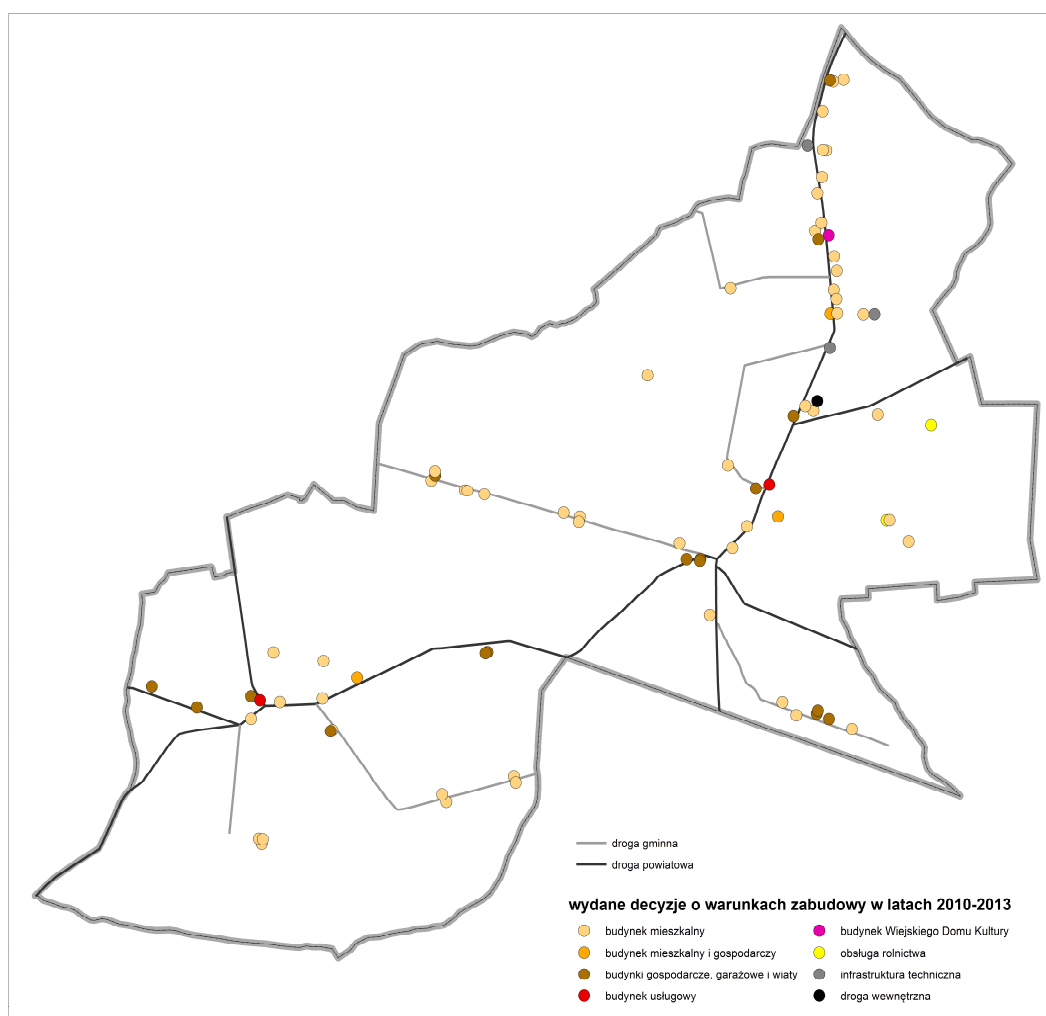 droga gminna
droga powiatowa
wydane decyzje o warunkach zabudowy w latach 2010-2013
budynek mieszkalny
budynek mieszkalny i gospodarczy
budynki gospodarcze, garażowe i wiaty
budynek usługowy
budynek Wiejskiego Domu Kultury
obsługa rolnictwa
infrastruktura techniczna
droga wewnętrzna